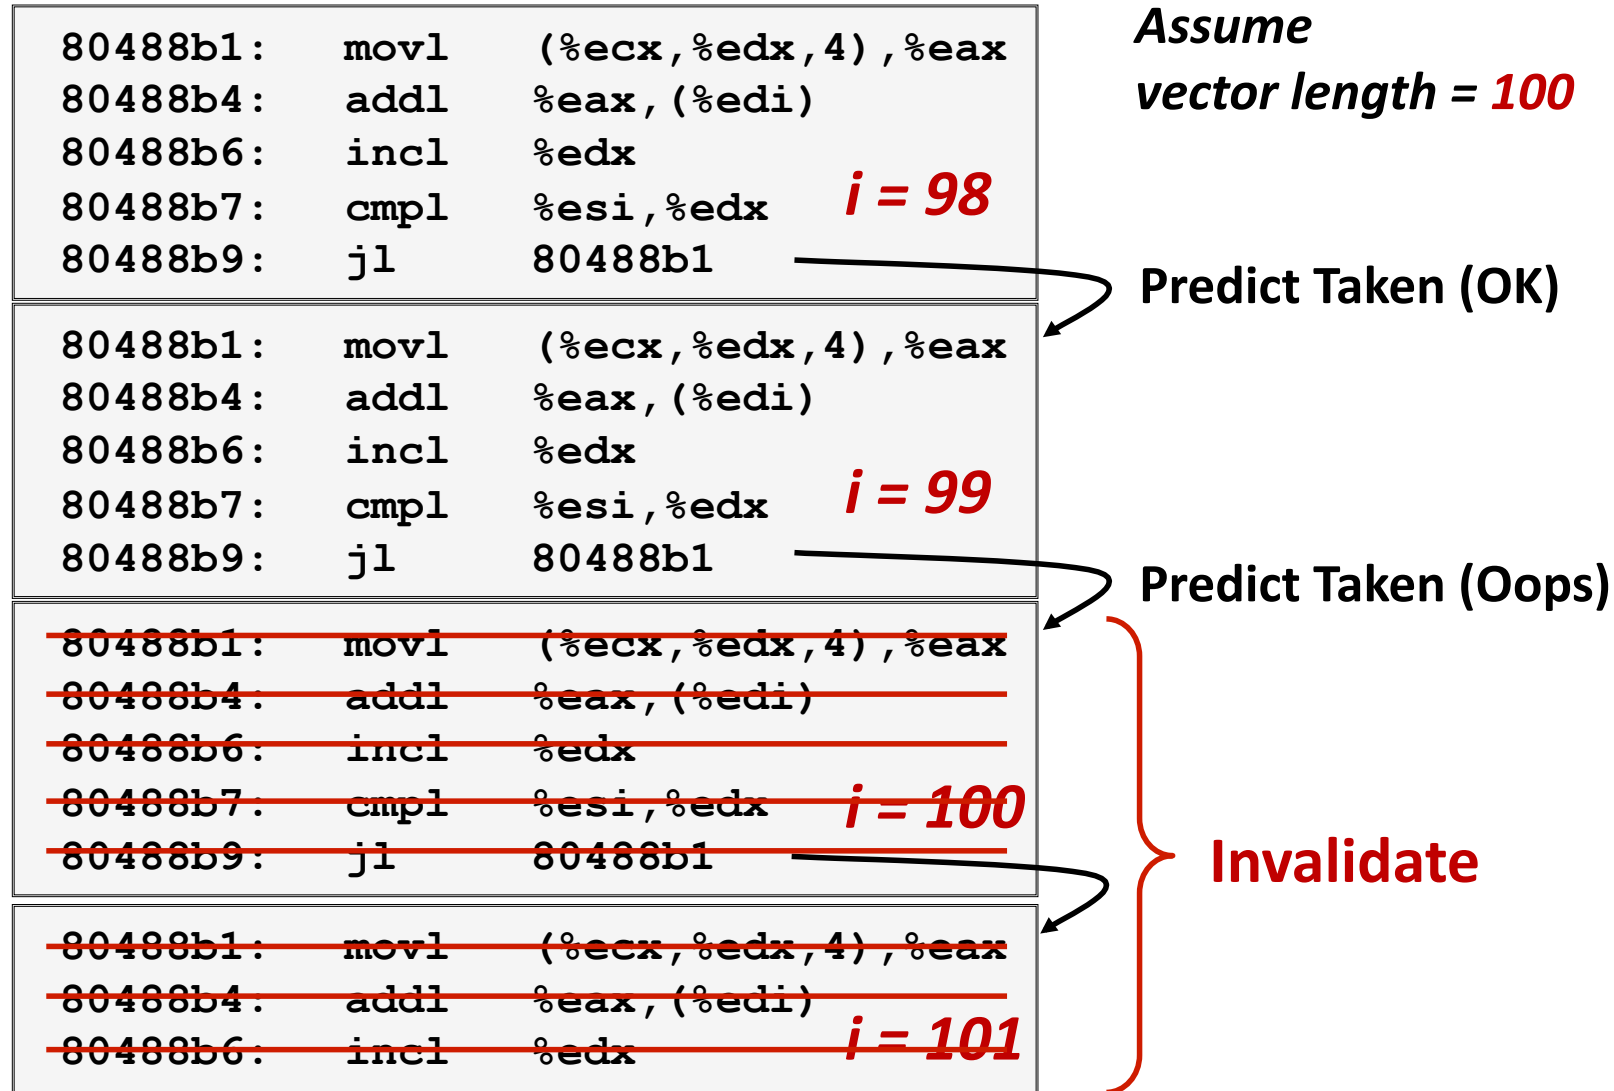 Assume
vector length = 100
80488b1: movl (%ecx,%edx,4),%eax
80488b4: addl %eax,(%edi)
80488b6: incl %edx
80488b7: cmpl %esi,%edx
i = 98
80488b9: jl 80488b1
Predict Taken (OK)
80488b1: movl (%ecx,%edx,4),%eax
80488b4: addl %eax,(%edi)
80488b6: incl %edx
80488b7: cmpl %esi,%edx
i = 99
80488b9: jl 80488b1
Predict Taken (Oops)
80488b1: movl (%ecx,%edx,4),%eax
80488b4: addl %eax,(%edi)
80488b6: incl %edx
80488b7: cmpl %esi,%edx
i = 100
80488b9: jl 80488b1
Invalidate
80488b1: movl (%ecx,%edx,4),%eax
80488b4: addl %eax,(%edi)
80488b6: incl %edx
i = 101